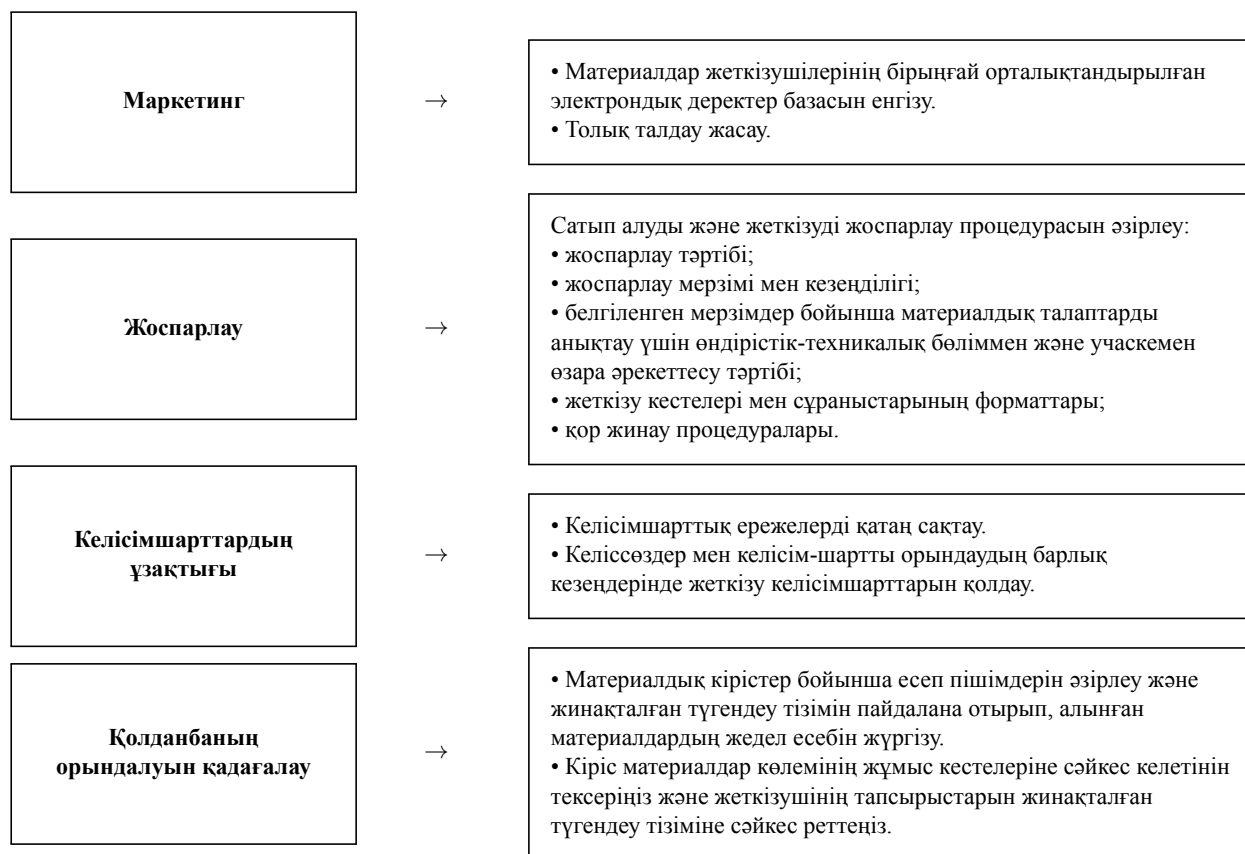 Маркетинг
→
• Материалдар жеткізушілерінің бірыңғай орталықтандырылған
электрондық деректер базасын енгізу.
• Толық талдау жасау.
Жоспарлау
→
Сатып алуды және жеткізуді жоспарлау процедурасын әзірлеу:
• жоспарлау тәртібі;
• жоспарлау мерзімі мен кезеңділігі;
• белгіленген мерзімдер бойынша материалдық талаптарды
анықтау үшін өндірістік-техникалық бөліммен және учаскемен
өзара әрекеттесу тәртібі;
• жеткізу кестелері мен сұраныстарының форматтары;
• қор жинау процедуралары.
Келісімшарттардың
ұзақтығы
→
• Келісімшарттық ережелерді қатаң сақтау.
• Келіссөздер мен келісім-шартты орындаудың барлық
кезеңдерінде жеткізу келісімшарттарын қолдау.
Қолданбаның
орындалуын қадағалау
→
• Материалдық кірістер бойынша есеп пішімдерін әзірлеу және
жинақталған түгендеу тізімін пайдалана отырып, алынған
материалдардың жедел есебін жүргізу.
• Кіріс материалдар көлемінің жұмыс кестелеріне сәйкес келетінін
тексеріңіз және жеткізушінің тапсырыстарын жинақталған
түгендеу тізіміне сәйкес реттеңіз.